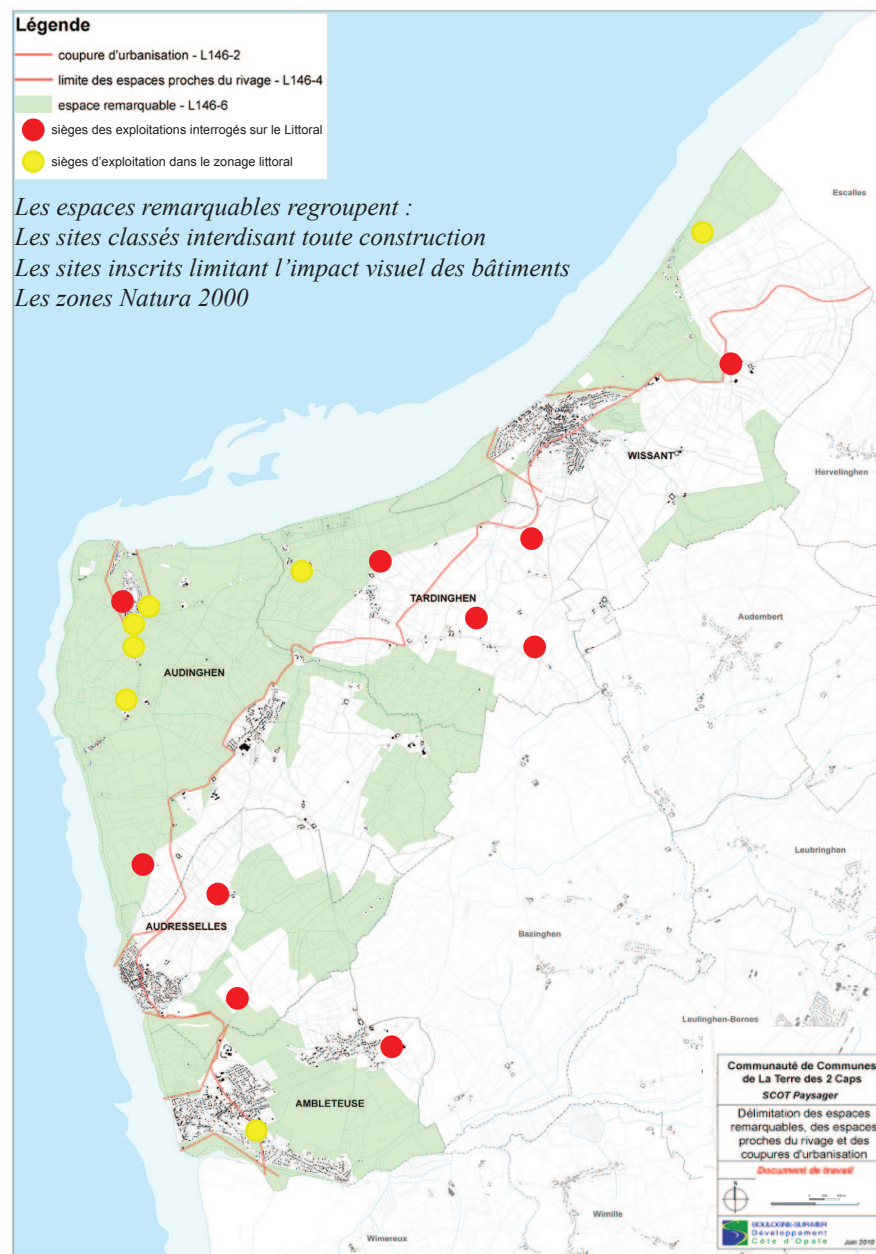 Légende
coupure d'urbanisation - L146-2
limite des espaces proches du rivage - L146-4
espace remarquable - L146-6
sièges des exploitations interrogés sur le Littoral
sièges d'exploitation dans le zonage littoral
Les espaces remarquables regroupent :
Les sites classés interdisant toute construction
Les sites inscrits limitant l'impact visuel des bâtiments
Les zones Natura 2000
Escalles
WISSANT
Hervelinghen
TARDINGHEN
Audembert
AUDINGHEN
Leubringhen
AUDRESSELLES
Bazinghen
Leulinghen-Bernes
AMBLETEUSE
Wimille
Wimereux
Communauté de Communes
de La Terre des 2 Caps
SCOT Paysager
Délimitation des espaces
remarquables, des espaces
proches du rivage et des
coupures d'urbanisation
Document de travail
N
BOULOGNE-SUR-MER
Développement
Côte d'Opale
Juin 2010